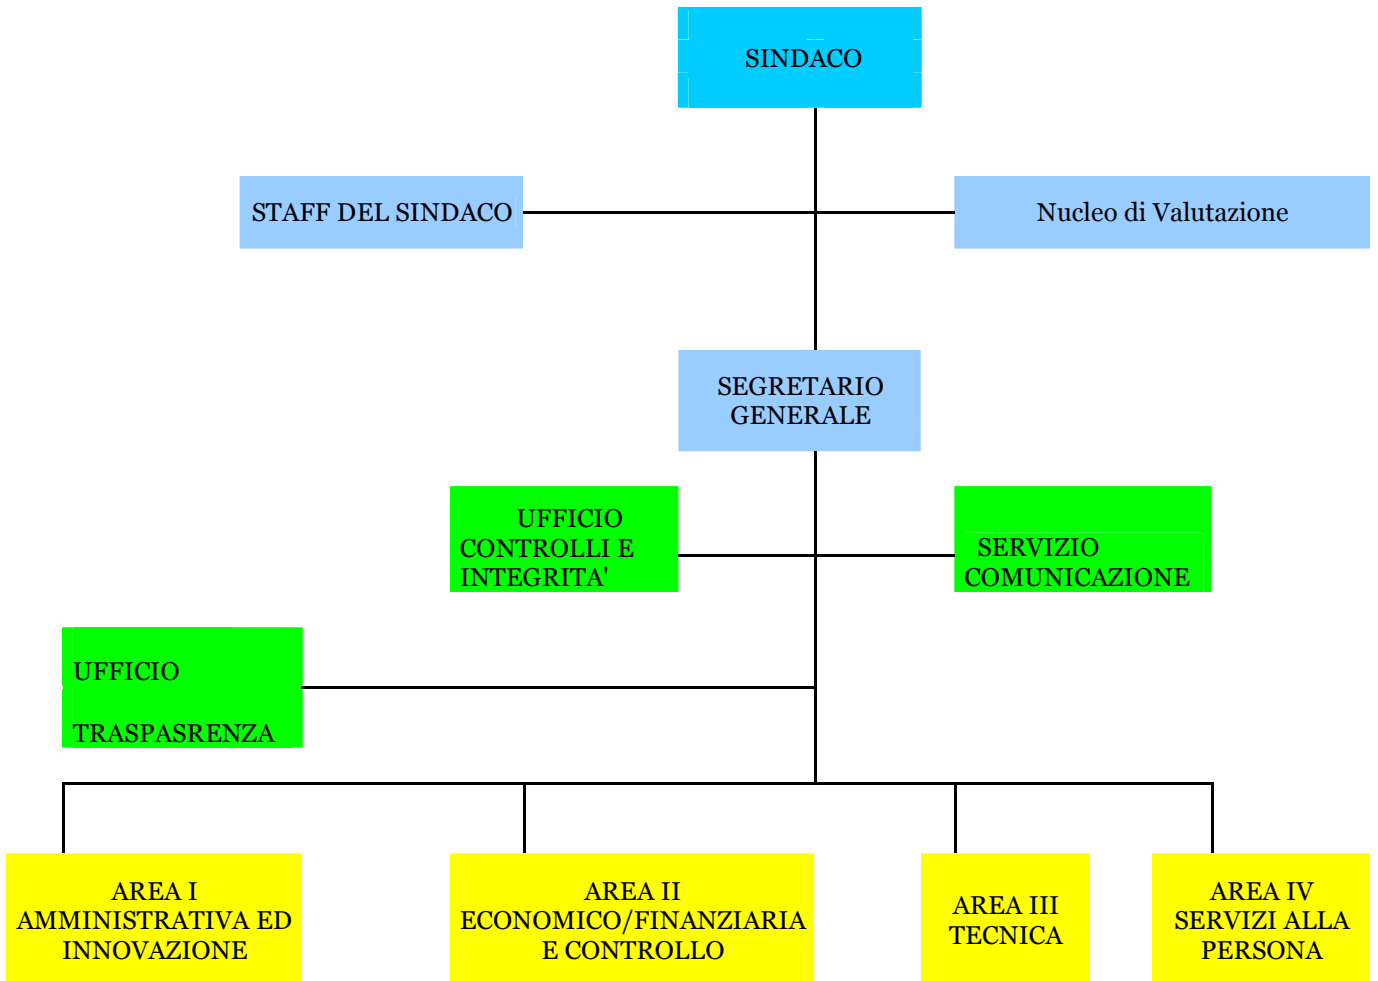 SINDACO
STAFF DEL SINDACO
Nucleo di Valutazione
SEGRETARIO
GENERALE
UFFICIO
CONTROLLI E
INTEGRITA'
SERVIZIO
COMUNICAZIONE
UFFICIO
TRASPASRENZA
AREA I
AMMINISTRATIVA ED
INNOVAZIONE
AREA II
ECONOMICO/FINANZIARIA
E CONTROLLO
AREA III
TECNICA
AREA IV
SERVIZI ALLA
PERSONA